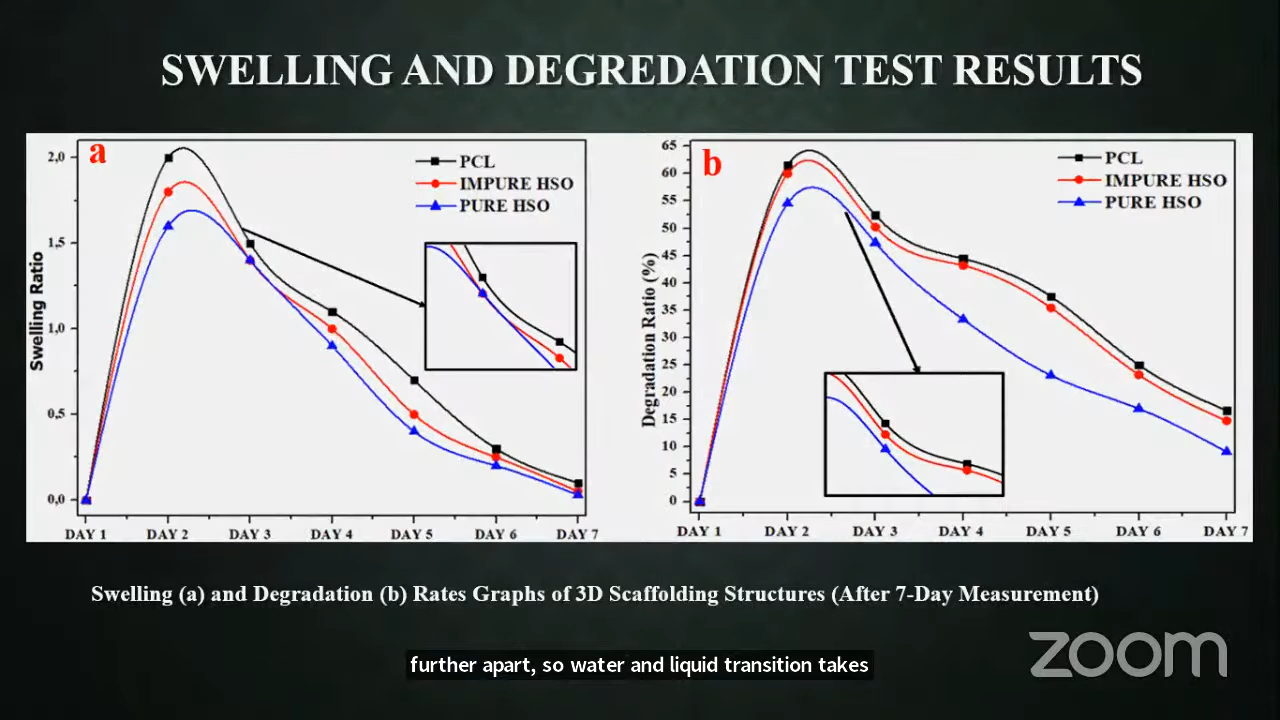 SWELLING AND DEGREDATION TEST RESULTS
a
PCL
IMPURE HSO
PURE HSO
Swelling Ratio
2,0
1,5
1,0
0,5
0,0
DAY 1 DAY 2 DAY 3 DAY 4 DAY 5 DAY 6 DAY 7
b
PCL
IMPURE HSO
PURE HSO
Degradation Ratio (%)
65
60
55
50
45
40
35
30
25
20
15
10
5
0
DAY 1 DAY 2 DAY 3 DAY 4 DAY 5 DAY 6 DAY 7
Swelling (a) and Degradation (b) Rates Graphs of 3D Scaffolding Structures (After 7-Day Measurement)
further apart, so water and liquid transition takes
zoom